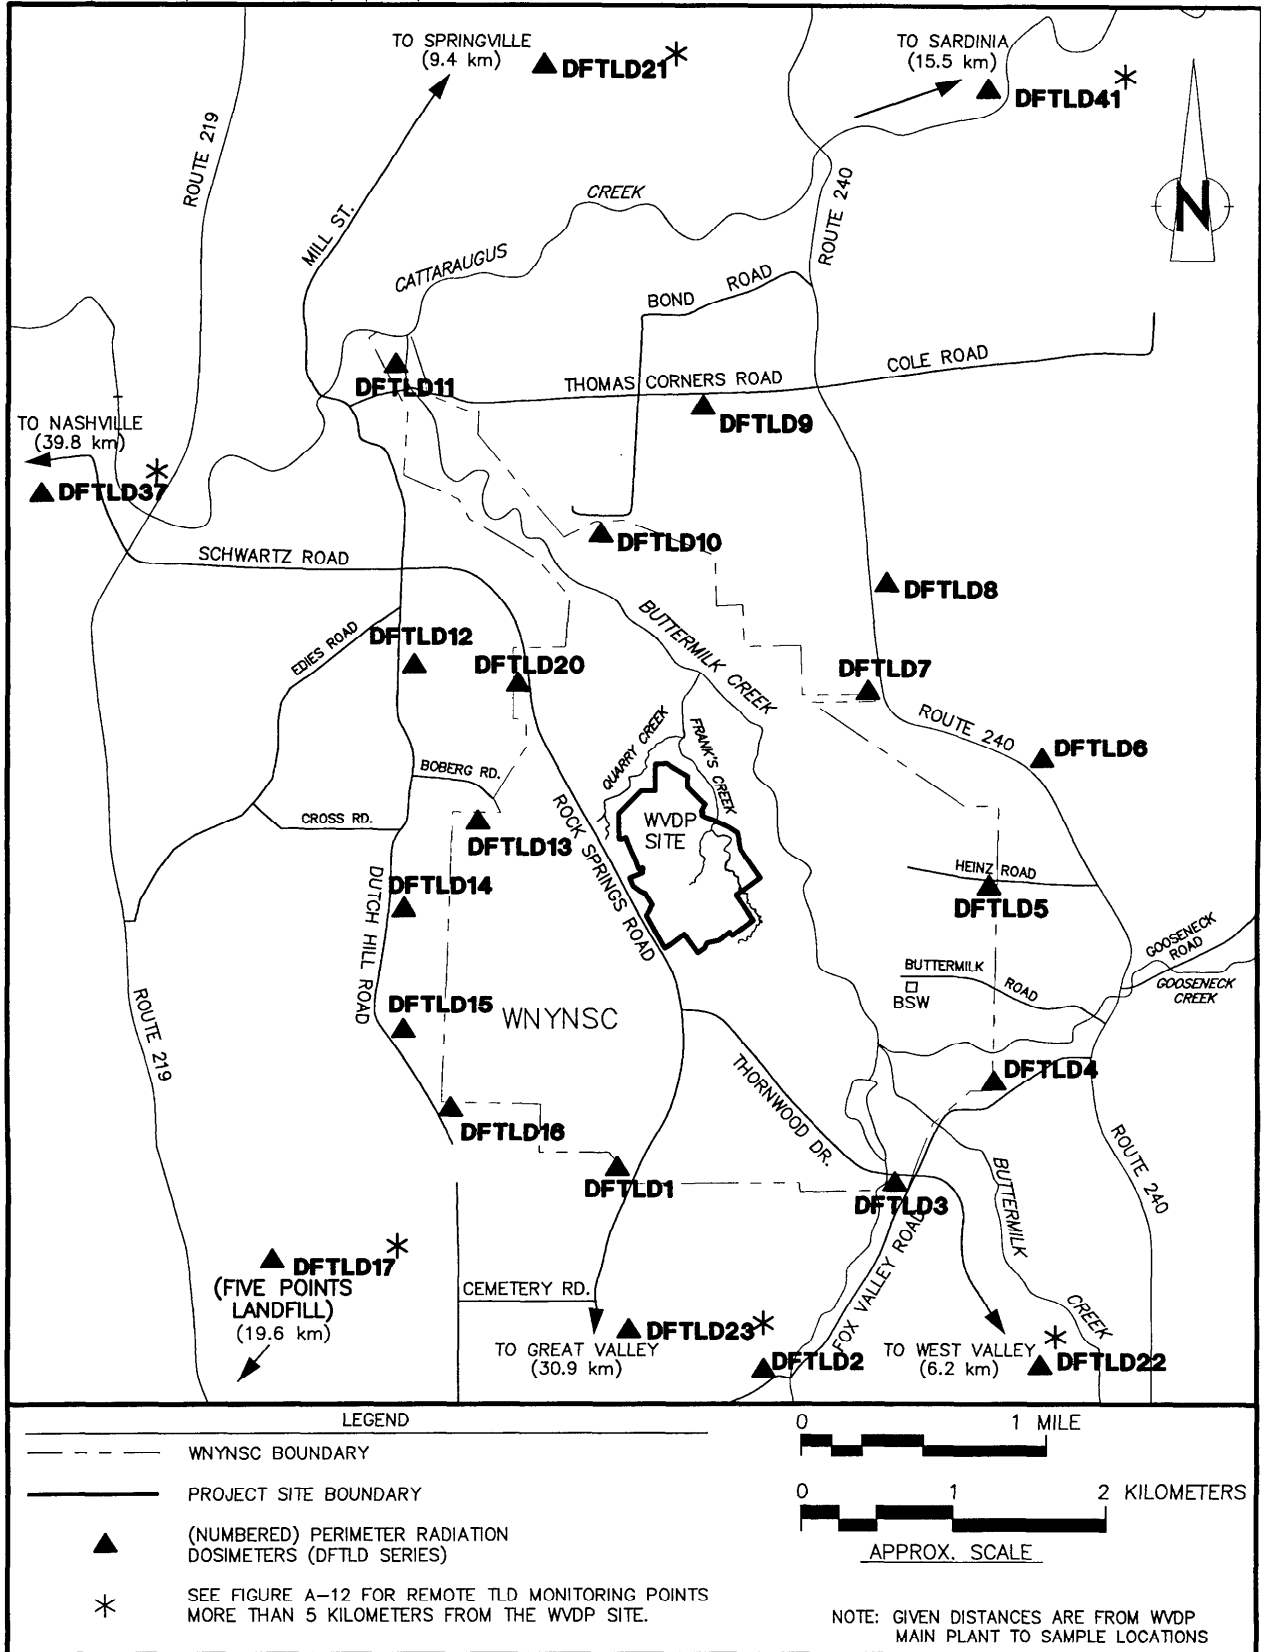 TO SPRINGVILLE
(9.4 km)
DFTLD21*
TO SARDINIA
(15.5 km)
DFTLD41*
ROUTE 219
MILL ST.
CREEK
CATTARAUGUS
ROUTE 240
N
BOND ROAD
COLE ROAD
THOMAS CORNERS ROAD
DFTLD11
DFTLD9
TO NASHVILLE
(39.8 km)
DFTLD37*
DFTLD10
SCHWARTZ ROAD
DFTLD8
EDIES ROAD
DFTLD12
DFTLD20
BUTTERMILK CREEK
DFTLD7
ROUTE 240
DFTLD6
QUARRY CREEK
FRANK'S CREEK
BOBERG RD.
CROSS RD.
DFTLD13
ROCK SPRINGS ROAD
WVDP
SITE
HEINZ ROAD
DFTLD5
DFTLD14
DUTCH HILL ROAD
GOOSENECK
ROAD
GOOSENECK
CREEK
BUTTERMILK ROAD
BSW
DFTLD15
WNYNSC
ROUTE 219
THORNWOOD DR.
DFTLD4
DFTLD16
DFTLD1
DFTLD3
BUTTERMILK
CREEK
ROUTE 240
FOX VALLEY ROAD
DFTLD17*
(FIVE POINTS
LANDFILL)
(19.6 km)
CEMETERY RD.
DFTLD23*
TO GREAT VALLEY
(30.9 km)
DFTLD2
TO WEST VALLEY
(6.2 km)
*
DFTLD22
LEGEND
WNYNSC BOUNDARY
PROJECT SITE BOUNDARY
(NUMBERED) PERIMETER RADIATION
DOSIMETERS (DFTLD SERIES)
* SEE FIGURE A-12 FOR REMOTE TLD MONITORING POINTS
MORE THAN 5 KILOMETERS FROM THE WVDP SITE.
0 1 MILE
0 1 2 KILOMETERS
APPROX. SCALE
NOTE: GIVEN DISTANCES ARE FROM WVDP
MAIN PLANT TO SAMPLE LOCATIONS